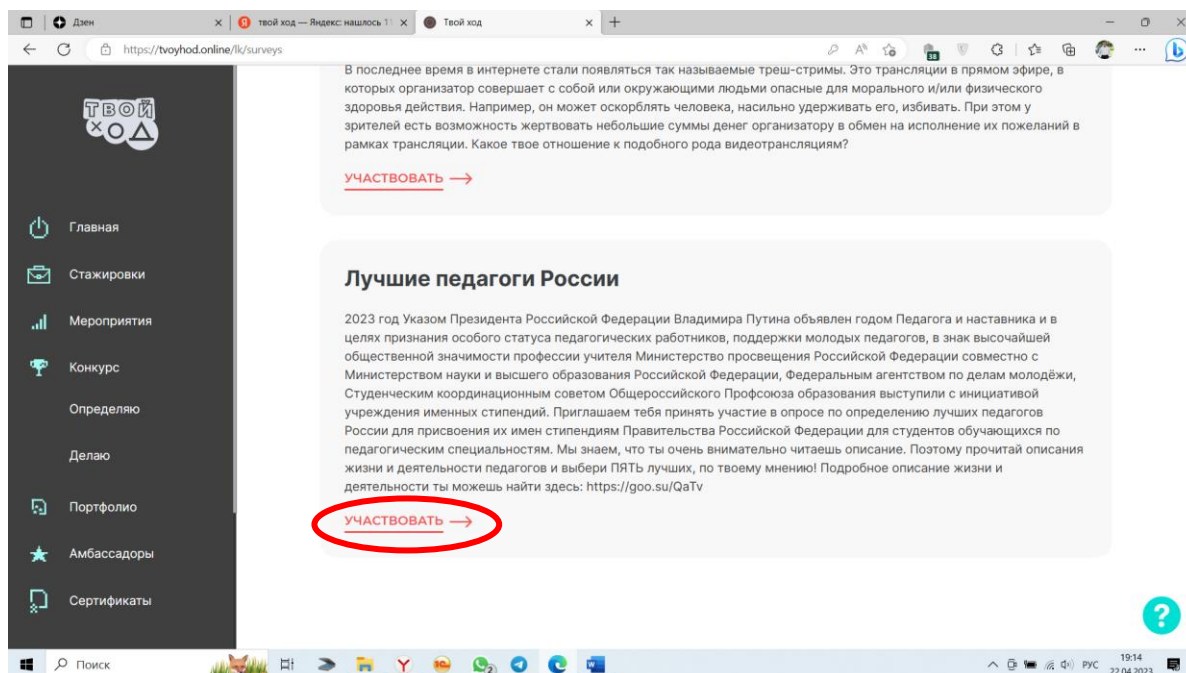 Дзен
твой ход — Яндекс: нашлось 1
Твой ход
https://tvoyhod.online/lk/surveys
38
ТВОЙ
ХОД
Главная
Стажировки
Мероприятия
Конкурс
Определяю
Делаю
Портфолио
Амбассадоры
Сертификаты
В последнее время в интернете стали появляться так называемые треш-стримы. Это трансляции в прямом эфире, в
которых организатор совершает с собой или окружающими людьми опасные для морального и/или физического
здоровья действия. Например, он может оскорблять человека, насильно удерживать его, избивать. При этом у
зрителей есть возможность жертвовать небольшие суммы денег организатору в обмен на исполнение их пожеланий в
рамках трансляции. Какое твое отношение к подобного рода видеотрансляциям?
УЧАСТВОВАТЬ
Лучшие педагоги России
2023 год Указом Президента Российской Федерации Владимира Путина объявлен годом Педагога и наставника и в
целях признания особого статуса педагогических работников, поддержки молодых педагогов, в знак высочайшей
общественной значимости профессии учителя Министерство просвещения Российской Федерации совместно с
Министерством науки и высшего образования Российской Федерации, Федеральным агентством по делам молодёжи,
Студенческим координационным советом Общероссийского Профсоюза образования выступили с инициативой
учреждения именных стипендий. Приглашаем тебя принять участие в опросе по определению лучших педагогов
России для присвоения их имен стипендиям Правительства Российской Федерации для студентов обучающихся по
педагогическим специальностям. Мы знаем, что ты очень внимательно читаешь описание. Поэтому прочитай описания
жизни и деятельности педагогов и выбери ПЯТЬ лучших, по твоему мнению! Подробное описание жизни и
деятельности ты можешь найти здесь: https://goo.su/QaTv
УЧАСТВОВАТЬ
?
Поиск
2
РУС
19:14
22.04.2023